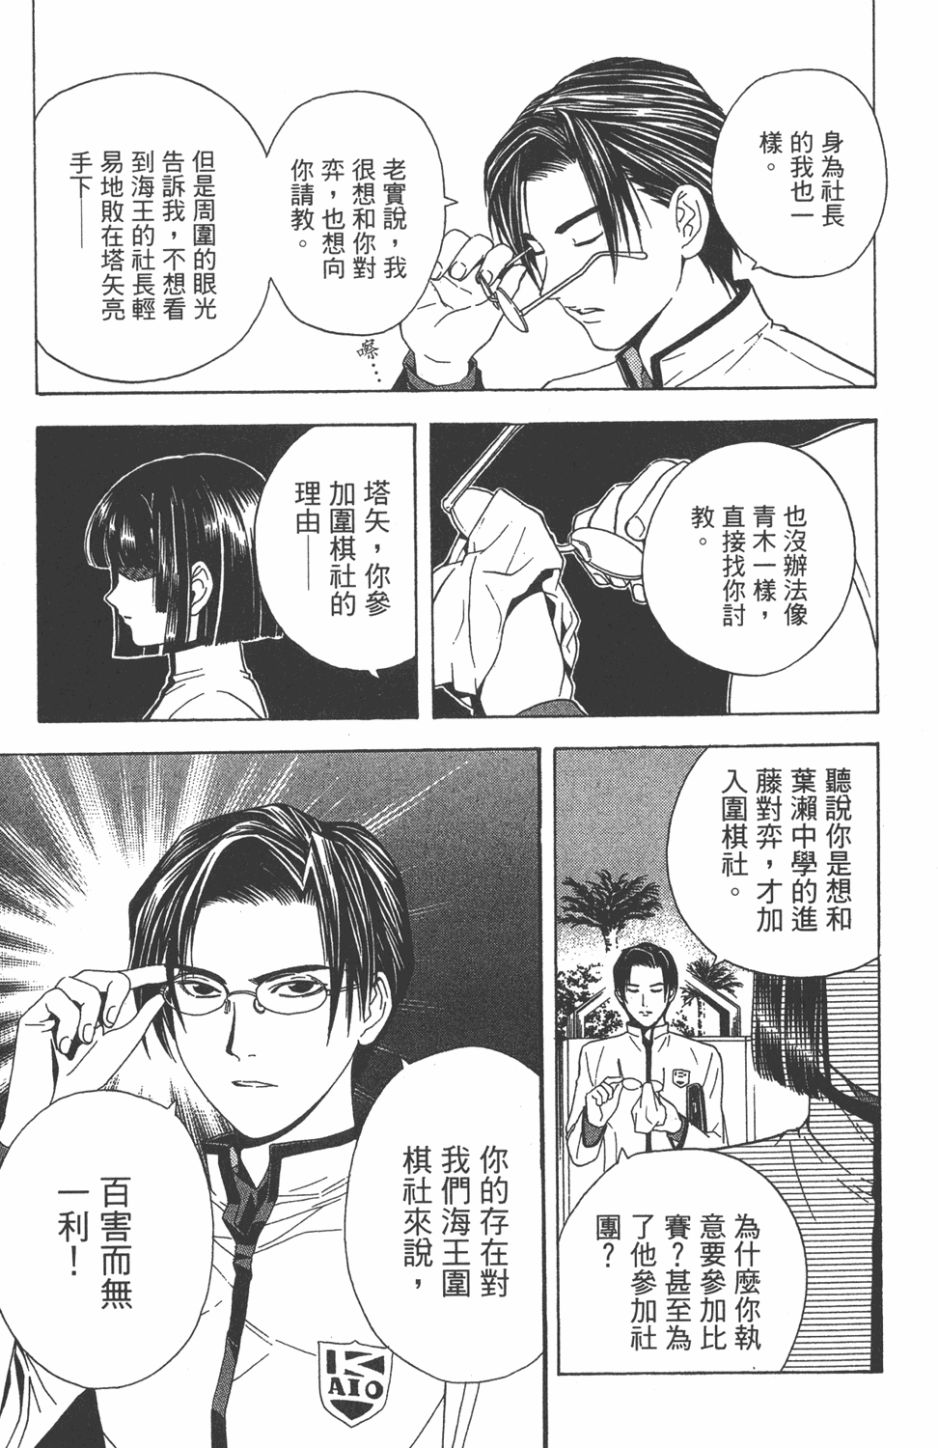 身為社長
的我也一
樣。
老實說，我
很想和你對
弈，也想向
你請教。
但是周圍的眼光
告訴我，不想看
到海王的社長輕
易地敗在塔矢亮
手下——
嚓…
也沒辦法像
青木一樣，
直接找你討
教。
塔矢，你參
加圍棋社的
理由——
聽說你是想和
葉瀨中學的進
藤對弈，才加
入圍棋社。
為什麼你執
意要參加比
賽？甚至為
了他參加社
團？
你的存在對
我們海王圍
棋社來說，
百害而無
一利！
K
AIO